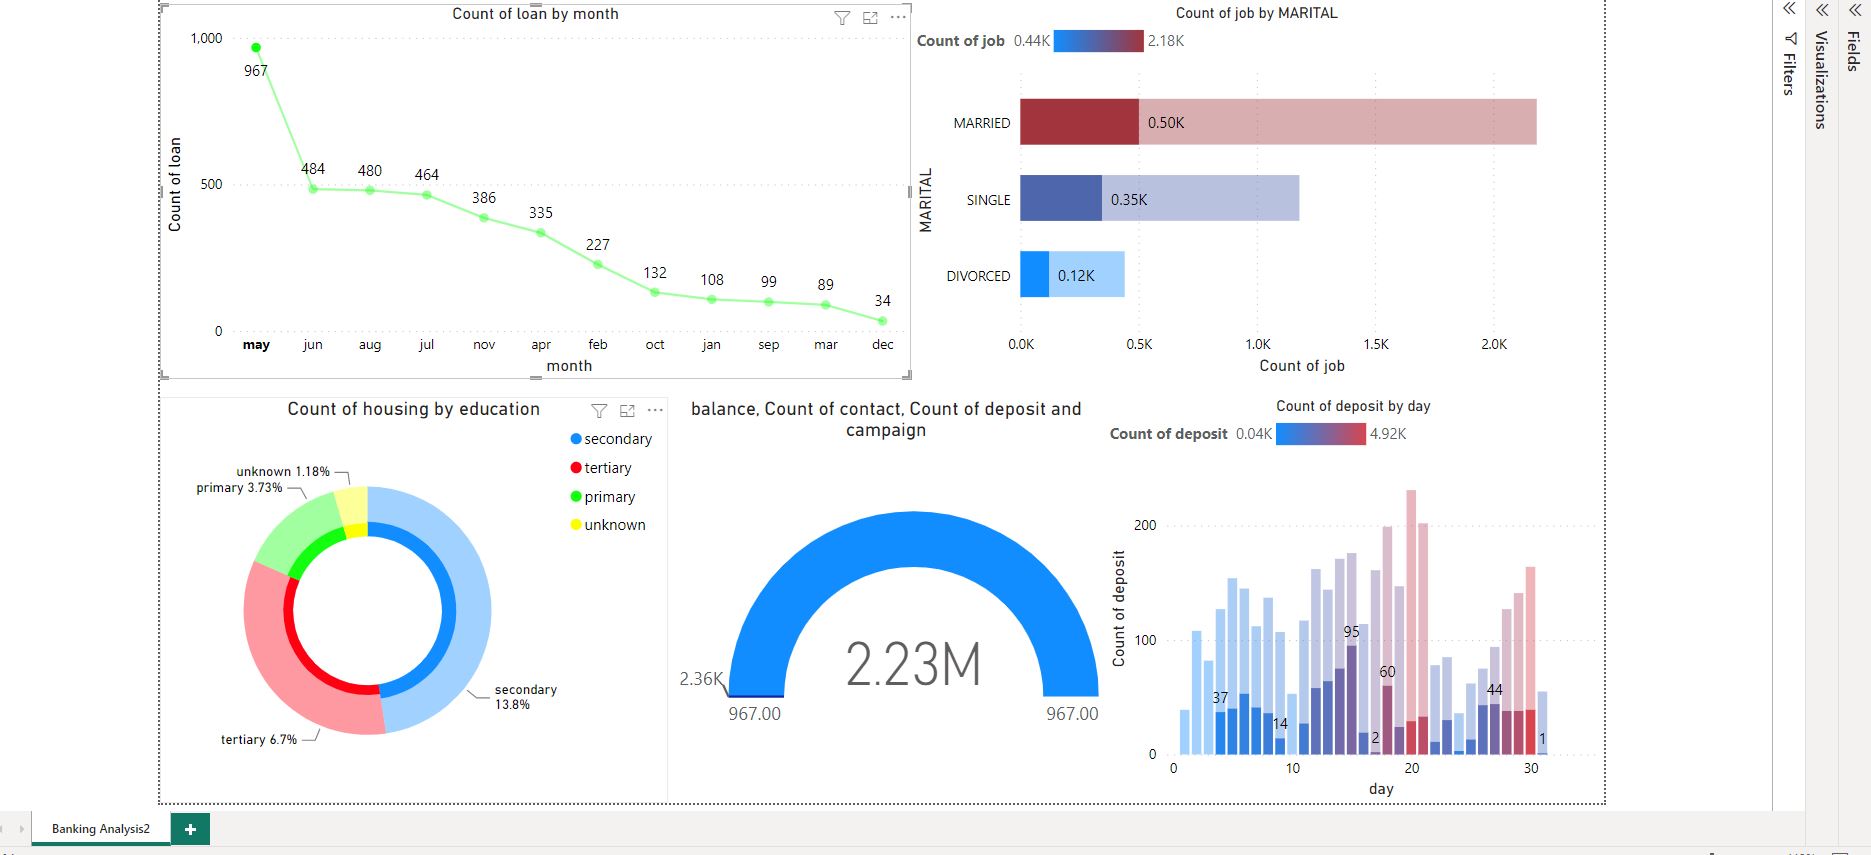 Count of loan by month
1,000
967
484
480
464
500
386
335
227
132
108
99
89
34
0
Count of loan
may jun aug jul nov apr feb oct jan sep mar dec
month
Count of job by MARITAL
Count of job 0.44K 2.18K
MARITAL
MARRIED 0.50K
SINGLE 0.35K
DIVORCED 0.12K
0.0K 0.5K 1.0K 1.5K 2.0K
Count of job
Filters
Visualizations
Fields
Count of housing by education
secondary
tertiary
primary
unknown
unknown 1.18%
primary 3.73%
secondary
13.8%
tertiary 6.7%
balance, Count of contact, Count of deposit and
campaign
2.36K
2.23M
967.00 967.00
Count of deposit by day
Count of deposit 0.04K 4.92K
Count of deposit
200
100
0
37
14
95
2
60
44
1
0 10 20 30
day
Banking Analysis2